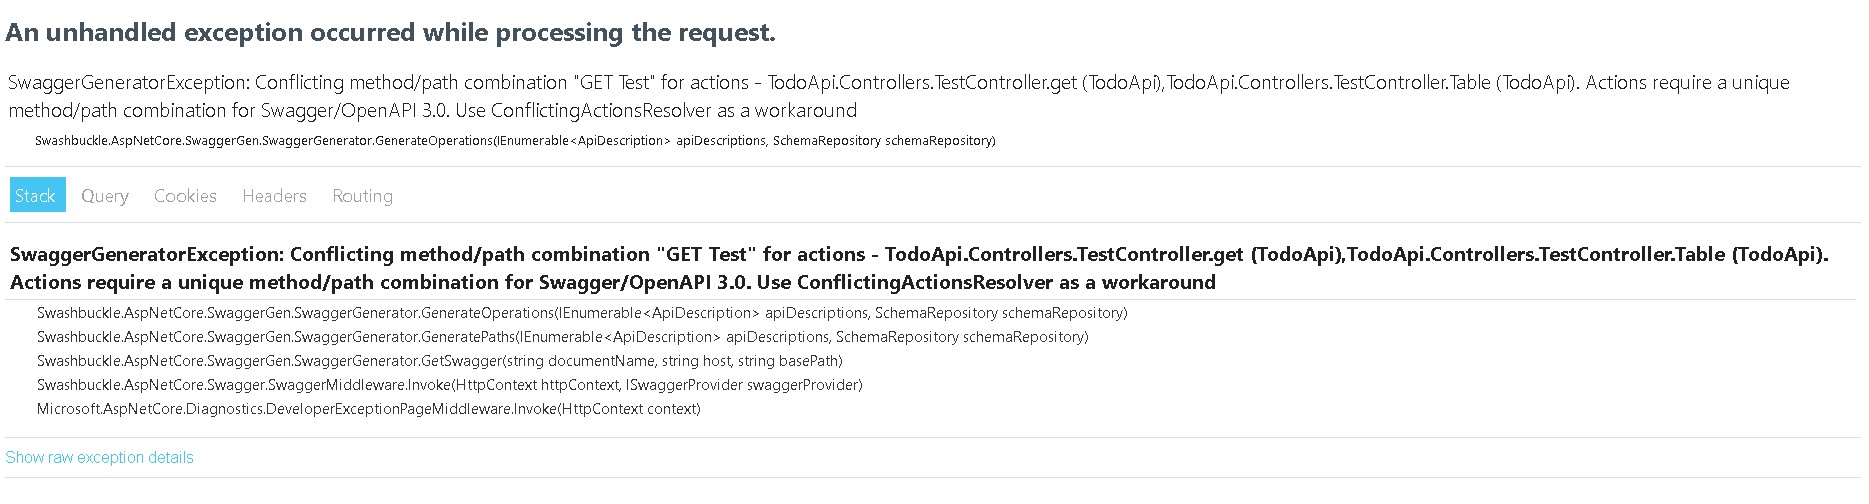 An unhandled exception occurred while processing the request.
SwaggerGeneratorException: Conflicting method/path combination "GET Test" for actions - TodoApi.Controllers.TestController.get (TodoApi),TodoApi.Controllers.TestController.Table (TodoApi). Actions require a unique
method/path combination for Swagger/OpenAPI 3.0. Use ConflictingActionsResolver as a workaround
Swashbuckle.AspNetCore.SwaggerGen.SwaggerGenerator.GenerateOperations(IEnumerable<ApiDescription> apiDescriptions, SchemaRepository schemaRepository)
Stack Query Cookies Headers Routing
SwaggerGeneratorException: Conflicting method/path combination "GET Test" for actions - TodoApi.Controllers.TestController.get (TodoApi),TodoApi.Controllers.TestController.Table (TodoApi).
Actions require a unique method/path combination for Swagger/OpenAPI 3.0. Use ConflictingActionsResolver as a workaround
Swashbuckle.AspNetCore.SwaggerGen.SwaggerGenerator.GenerateOperations(IEnumerable<ApiDescription> apiDescriptions, SchemaRepository schemaRepository)
Swashbuckle.AspNetCore.SwaggerGen.SwaggerGenerator.GeneratePaths(IEnumerable<ApiDescription> apiDescriptions, SchemaRepository schemaRepository)
Swashbuckle.AspNetCore.SwaggerGen.SwaggerGenerator.GetSwagger(string documentName, string host, string basePath)
Swashbuckle.AspNetCore.Swagger.SwaggerMiddleware.Invoke(HttpContext httpContext, ISwaggerProvider swaggerProvider)
Microsoft.AspNetCore.Diagnostics.DeveloperExceptionPageMiddleware.Invoke(HttpContext context)
Show raw exception details